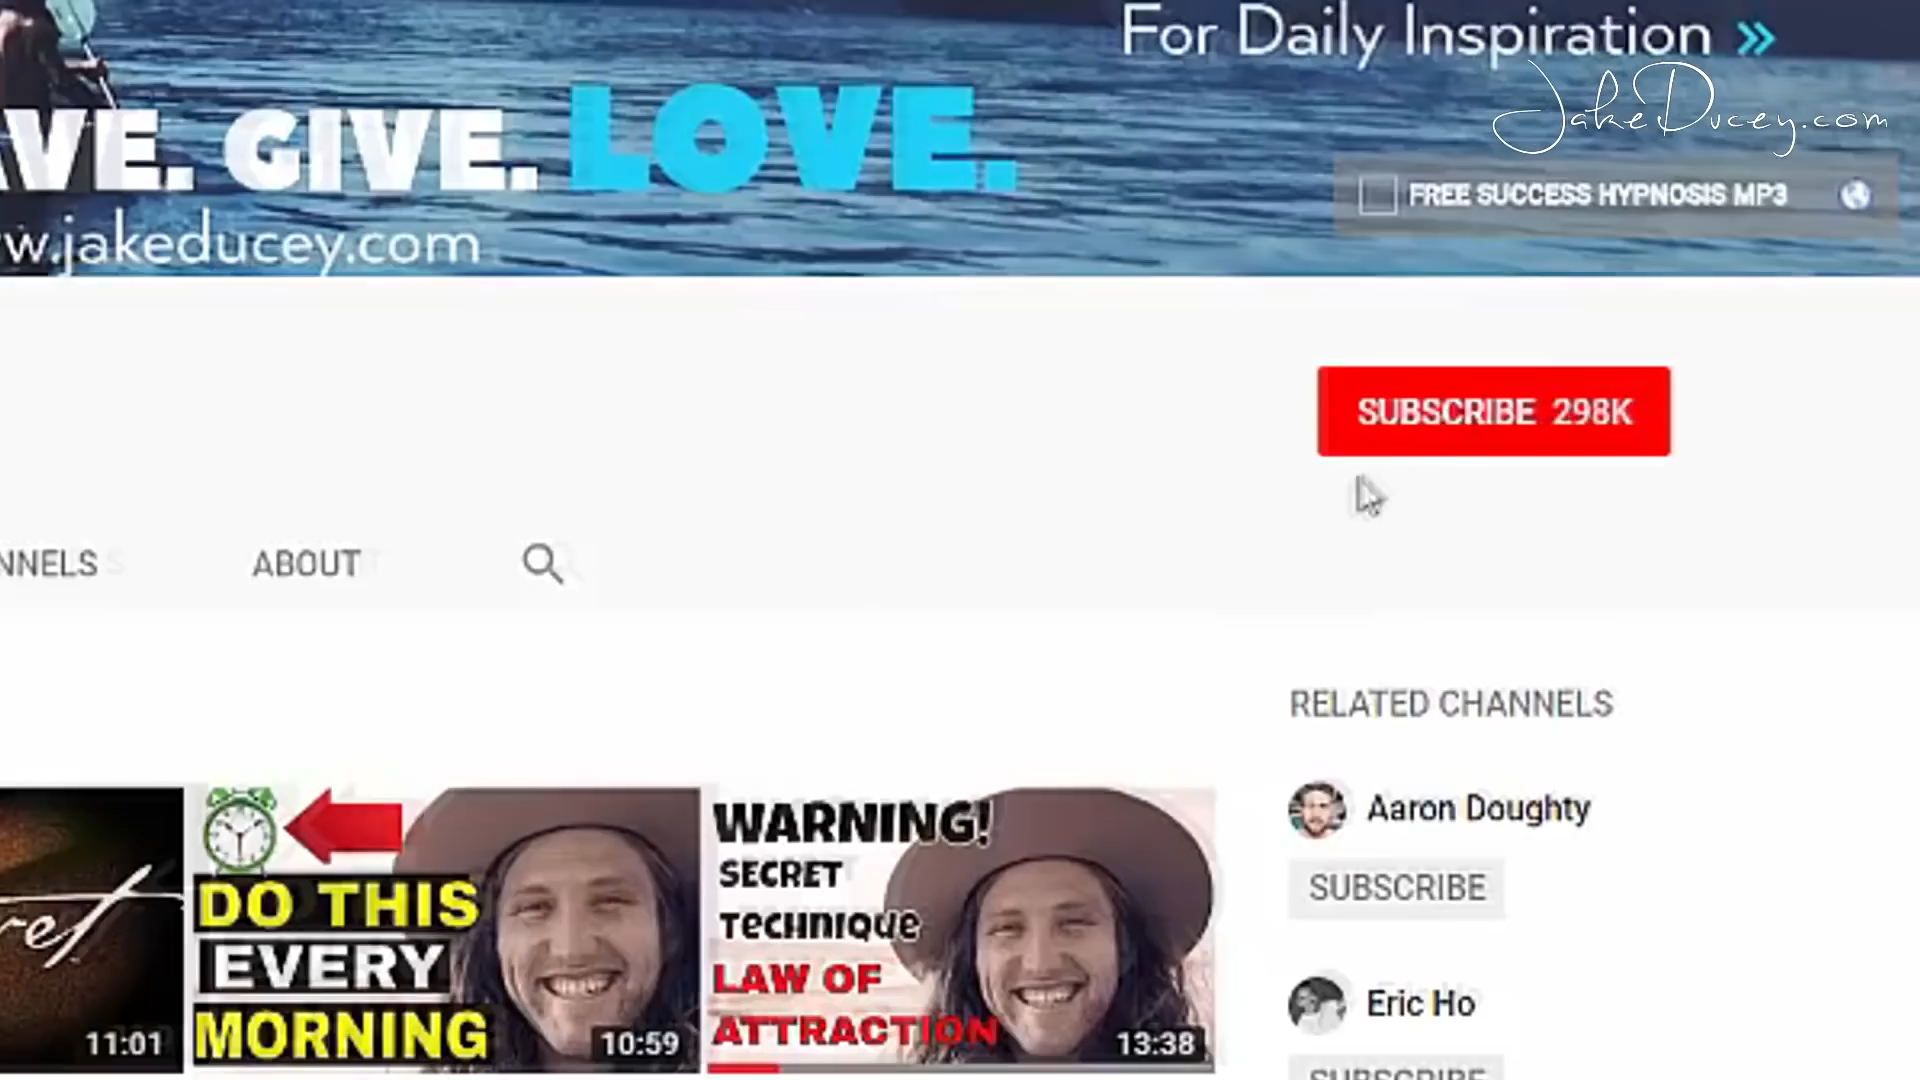 For Daily Inspiration »
JakeDucey.com
VE. GIVE. LOVE.
FREE SUCCESS HYPNOSIS MP3
w.jakeducey.com
SUBSCRIBE 298K
NNELS
ABOUT
RELATED CHANNELS
Aaron Doughty
SUBSCRIBE
Eric Ho
SUBSCRIBE
ret
11:01
DO THIS
EVERY
MORNING
10:59
WARNING!
SECRET
TECHNIQUE
LAW OF
ATTRACTION
13:38